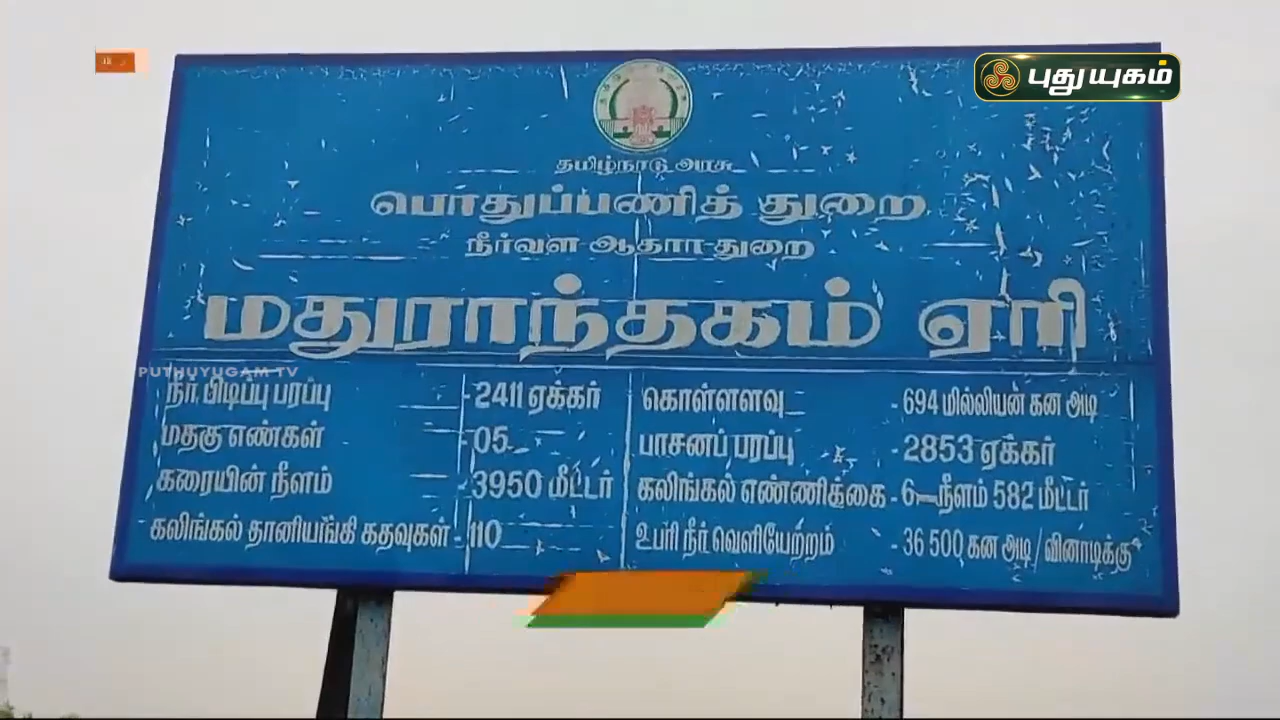 புதுயுகம்
தமிழ்நாடு அரசு
பொதுப்பணித் துறை
நீர்வள ஆதார துறை
மதுராந்தகம் ஏரி
PUTHUYUGAM TV
நீர் பிடிப்பு பரப்பு - 2411 ஏக்கர்
மதகு எண்கள் - 05
கரையின் நீளம் - 3950 மீட்டர்
கலிங்கல் தானியங்கி கதவுகள் - 110
கொள்ளளவு - 694 மில்லியன் கன அடி
பாசனப் பரப்பு - 2853 ஏக்கர்
கலிங்கல் எண்ணிக்கை - 6 நீளம் 582 மீட்டர்
உபரி நீர் வெளியேற்றம் - 36 500 கன அடி / வினாடிக்கு